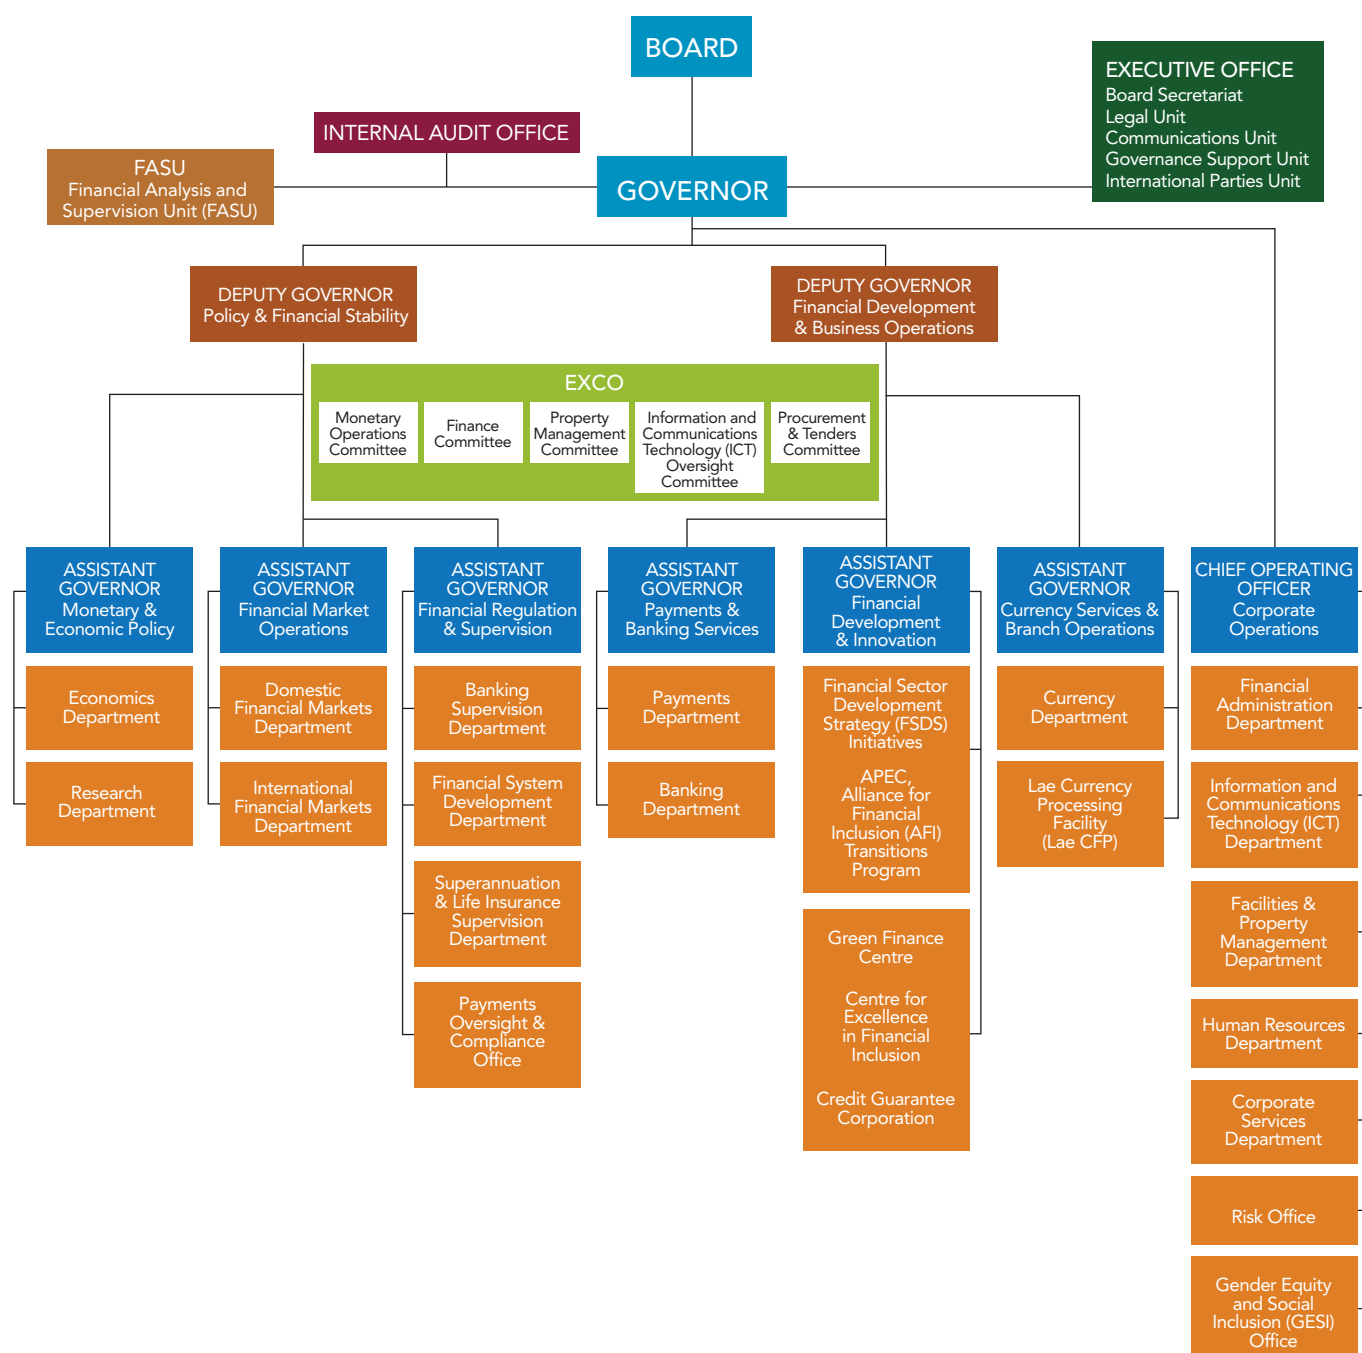 BOARD
EXECUTIVE OFFICE
Board Secretariat
Legal Unit
Communications Unit
Governance Support Unit
International Parties Unit
INTERNAL AUDIT OFFICE
FASU
Financial Analysis and
Supervision Unit (FASU)
GOVERNOR
DEPUTY GOVERNOR
Policy & Financial Stability
DEPUTY GOVERNOR
Financial Development
& Business Operations
EXCO
Monetary
Operations
Committee
Finance
Committee
Property
Management
Committee
Information and
Communications
Technology (ICT)
Oversight
Committee
Procurement
& Tenders
Committee
ASSISTANT
GOVERNOR
Monetary &
Economic Policy
Economics
Department
Research
Department
ASSISTANT
GOVERNOR
Financial Market
Operations
Domestic
Financial Markets
Department
International
Financial Markets
Department
ASSISTANT
GOVERNOR
Financial Regulation
& Supervision
Banking
Supervision
Department
Financial System
Development
Department
Superannuation
& Life Insurance
Supervision
Department
Payments
Oversight &
Compliance
Office
ASSISTANT
GOVERNOR
Payments &
Banking Services
Payments
Department
Banking
Department
ASSISTANT
GOVERNOR
Financial
Development
& Innovation
Financial Sector
Development
Strategy (FSDS)
Initiatives
APEC,
Alliance for
Financial
Inclusion (AFI)
Transitions
Program
Green Finance
Centre
Centre for
Excellence
in Financial
Inclusion
Credit Guarantee
Corporation
ASSISTANT
GOVERNOR
Currency Services &
Branch Operations
Currency
Department
Lae Currency
Processing
Facility
(Lae CFP)
CHIEF OPERATING
OFFICER
Corporate
Operations
Financial
Administration
Department
Information and
Communications
Technology (ICT)
Department
Facilities &
Property
Management
Department
Human Resources
Department
Corporate
Services
Department
Risk Office
Gender Equity
and Social
Inclusion (GESI)
Office